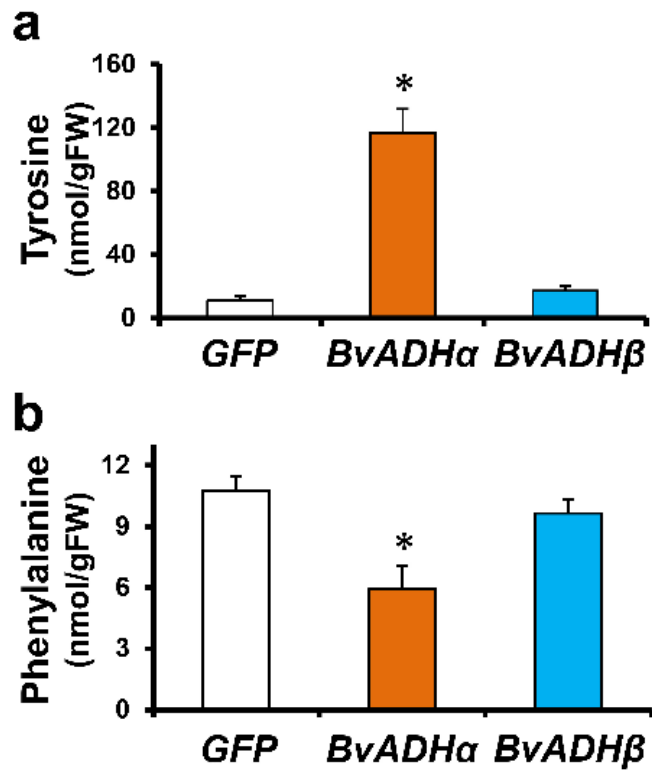 a
Tyrosine
(nmol/gFW)
160
120
80
40
0
*
GFP BvADHα BvADHβ
b
Phenylalanine
(nmol/gFW)
12
9
6
3
0
*
GFP BvADHα BvADHβ